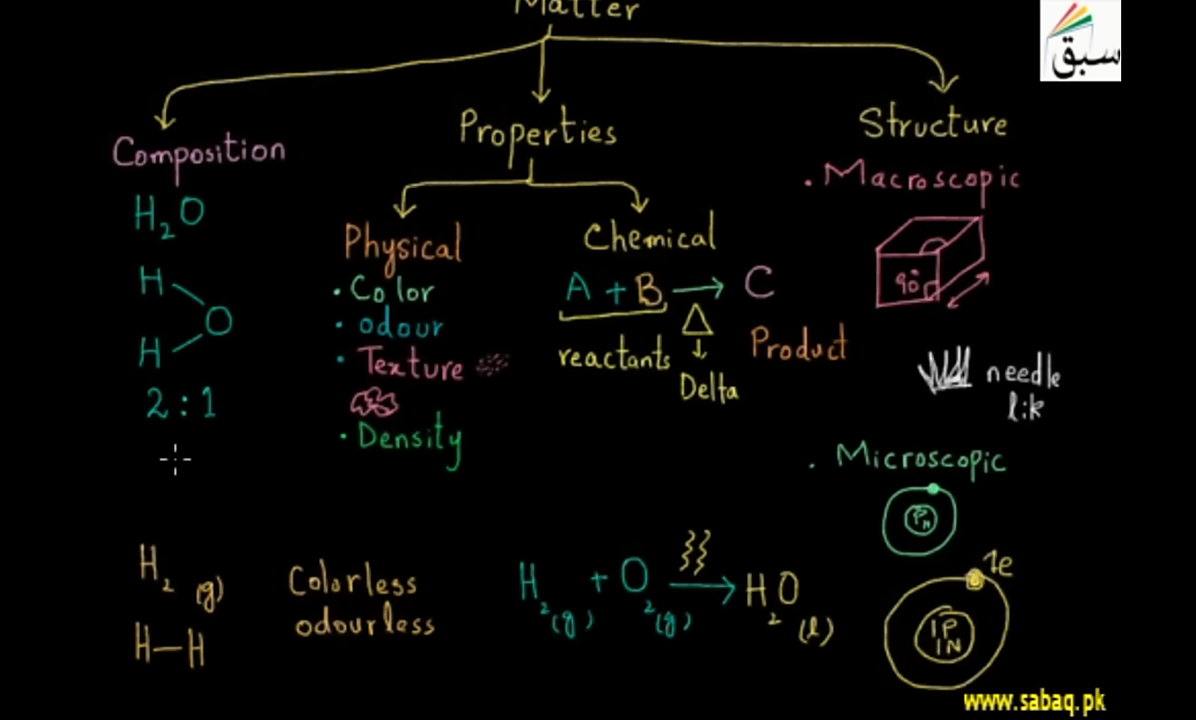 Matter
سبق
Composition
Properties
Structure
H₂O
H
H
O
2 : 1
Physical
· Color
· odour
· Texture
· Density
Chemical
A + B → C
reactants
Δ
Delta
Product
· Macroscopic
90°
needle
lik
· Microscopic
P
N
H₂ (g)
H—H
Colorless
odourless
H₂(g) + O₂(g) → H₂O (l)
1e
1P
1N
www.sabaq.pk